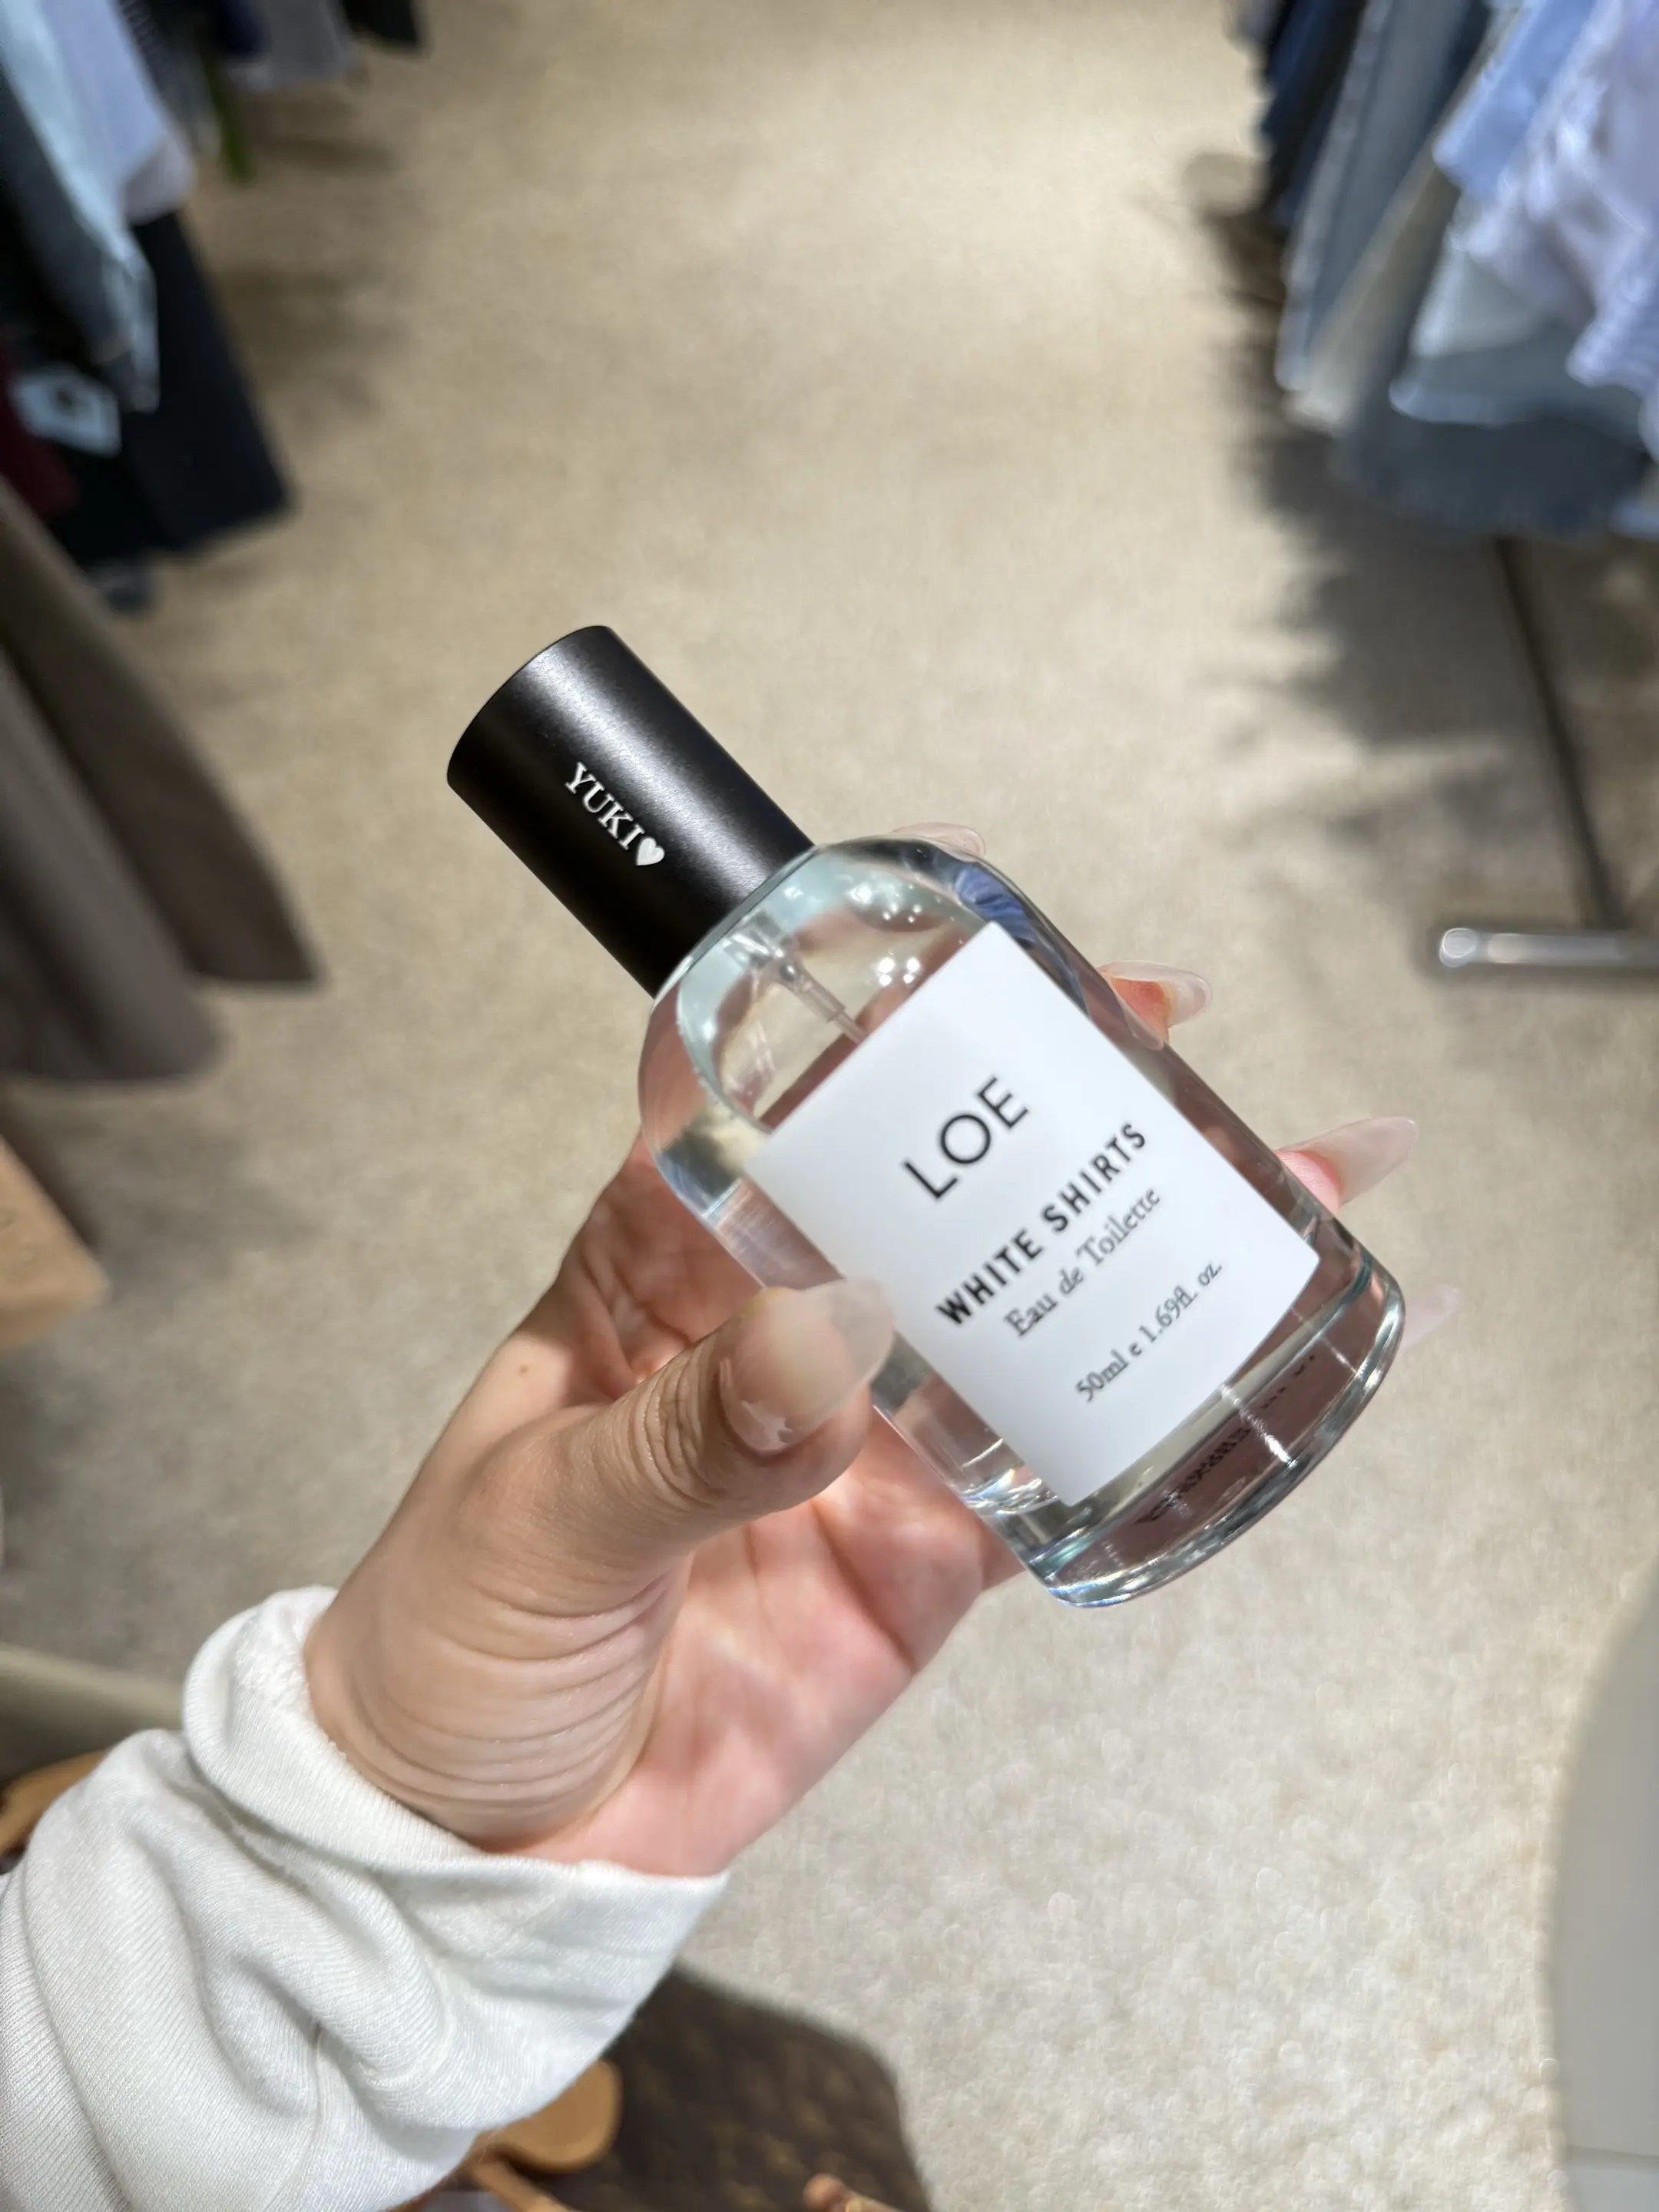 YUKI♥
LOE
WHITE SHIRTS
Eau de Toilette
50ml e 1.69fl. oz.